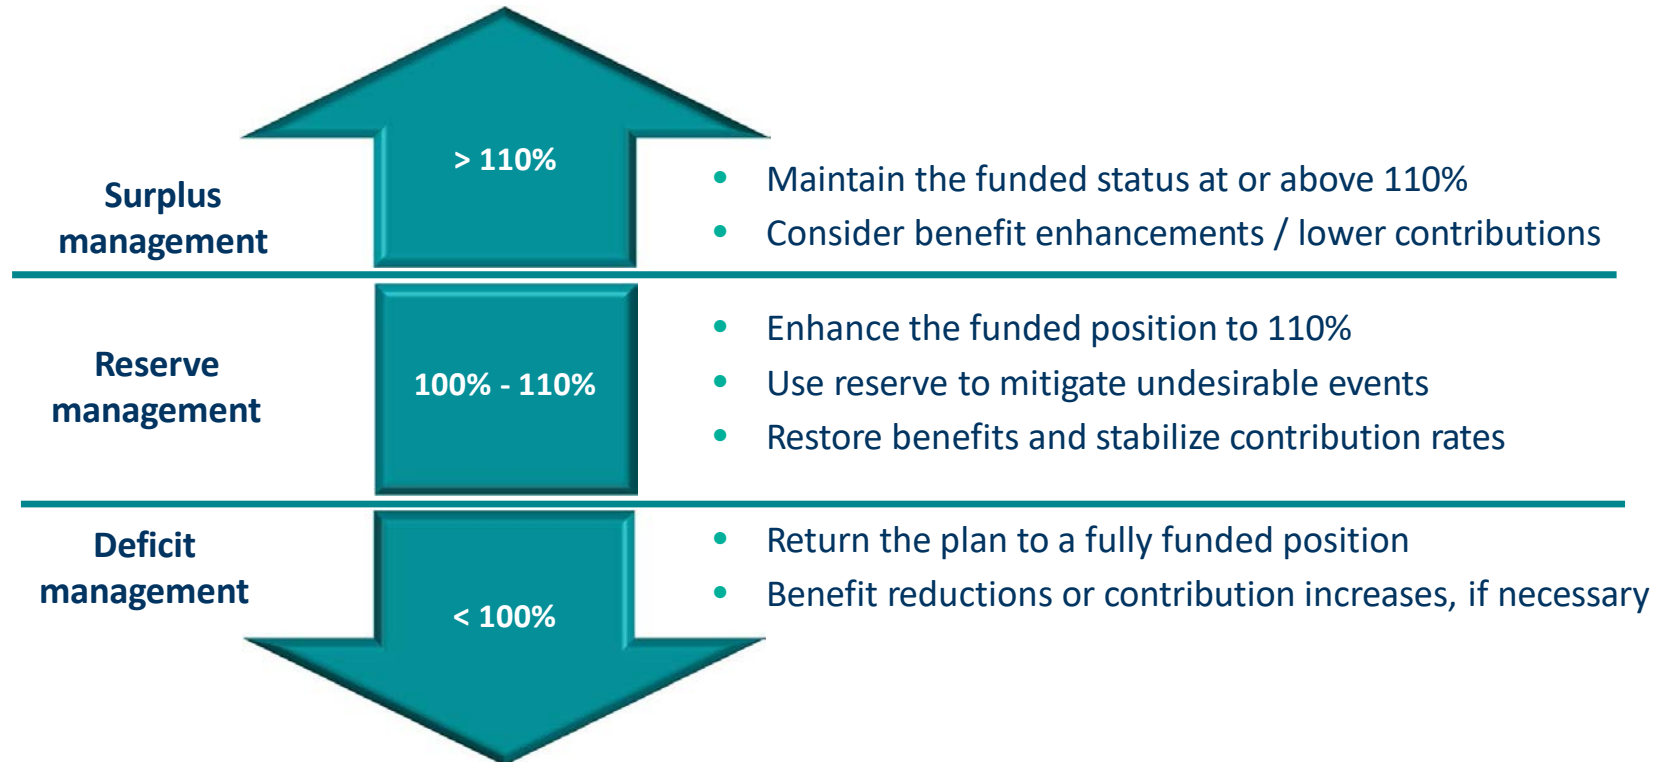 Surplus
management
> 110%
• Maintain the funded status at or above 110%
• Consider benefit enhancements / lower contributions
Reserve
management
100% - 110%
• Enhance the funded position to 110%
• Use reserve to mitigate undesirable events
• Restore benefits and stabilize contribution rates
Deficit
management
< 100%
• Return the plan to a fully funded position
• Benefit reductions or contribution increases, if necessary